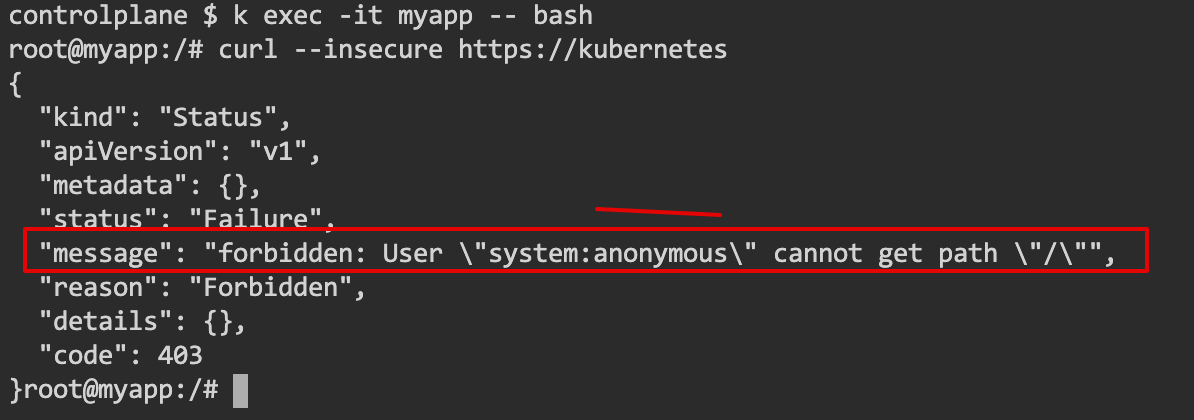 controlplane $ k exec -it myapp -- bash
root@myapp:/# curl --insecure https://kubernetes
{
  "kind": "Status",
  "apiVersion": "v1",
  "metadata": {},
  "status": "Failure",
  "message": "forbidden: User \"system:anonymous\" cannot get path \"/\"",
  "reason": "Forbidden",
  "details": {},
  "code": 403
}root@myapp:/#